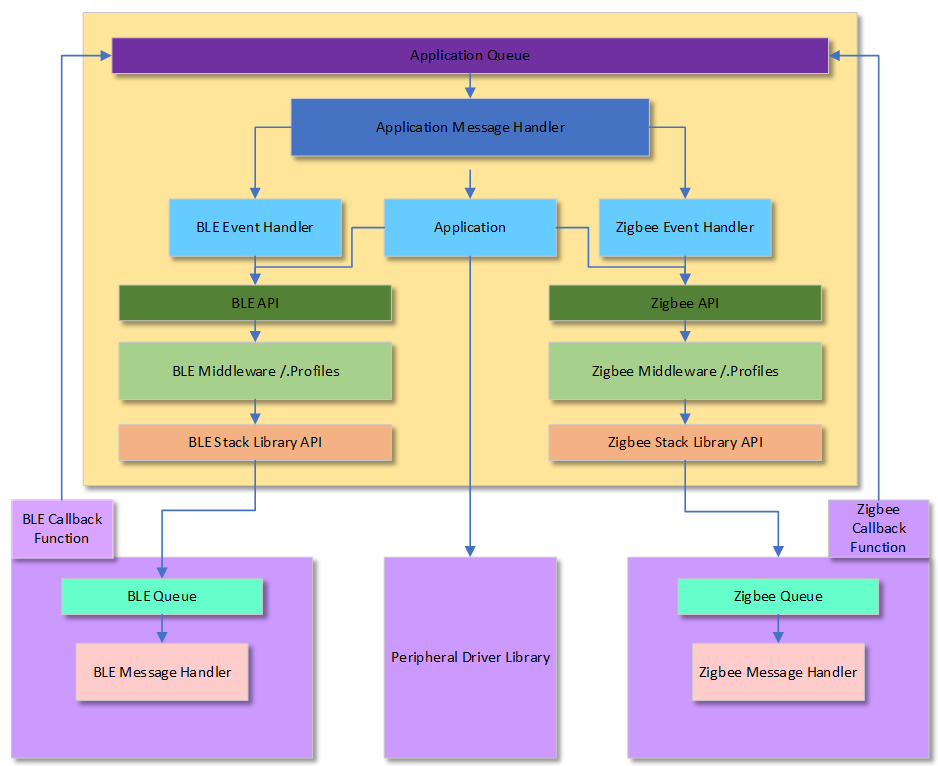 Application Queue
Application Message Handler
BLE Event Handler
Application
Zigbee Event Handler
BLE API
Zigbee API
BLE Middleware /.Profiles
Zigbee Middleware /.Profiles
BLE Stack Library API
Zigbee Stack Library API
BLE Callback
Function
Zigbee
Callback
Function
BLE Queue
Zigbee Queue
Peripheral Driver Library
BLE Message Handler
Zigbee Message Handler